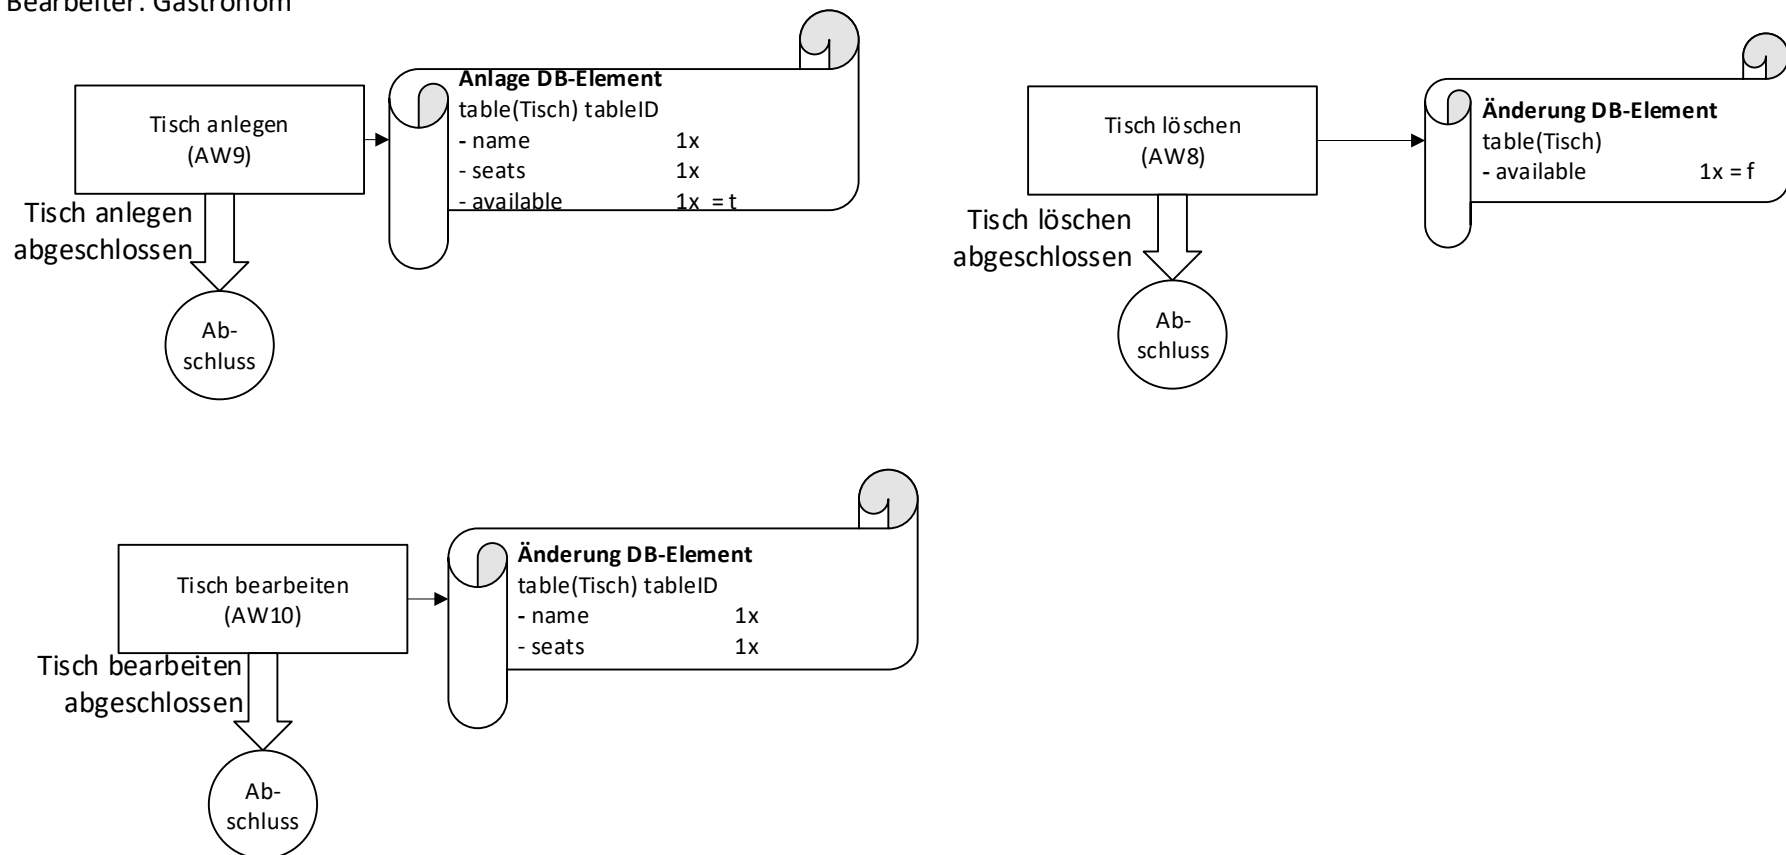 Bearbeiter: Gastronom
Tisch anlegen
(AW9)
Anlage DB-Element
table(Tisch) tableID
- name 1x
- seats 1x
- available 1x = t
Tisch anlegen
abgeschlossen
Ab-
schluss
Tisch löschen
(AW8)
Änderung DB-Element
table(Tisch)
- available 1x = f
Tisch löschen
abgeschlossen
Ab-
schluss
Tisch bearbeiten
(AW10)
Änderung DB-Element
table(Tisch) tableID
- name 1x
- seats 1x
Tisch bearbeiten
abgeschlossen
Ab-
schluss